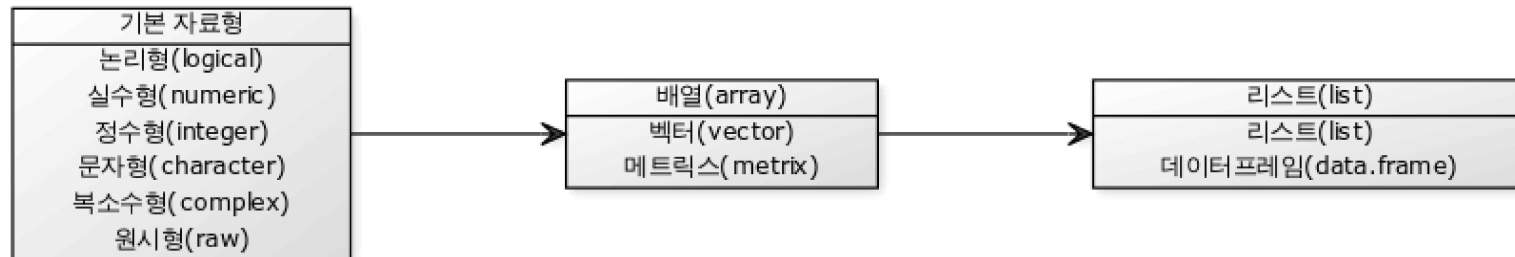 기본 자료형
논리형(logical)
실수형(numeric)
정수형(integer)
문자형(character)
복소수형(complex)
원시형(raw)
배열(array)
벡터(vector)
메트릭스(metrix)
리스트(list)
리스트(list)
데이터프레임(data.frame)